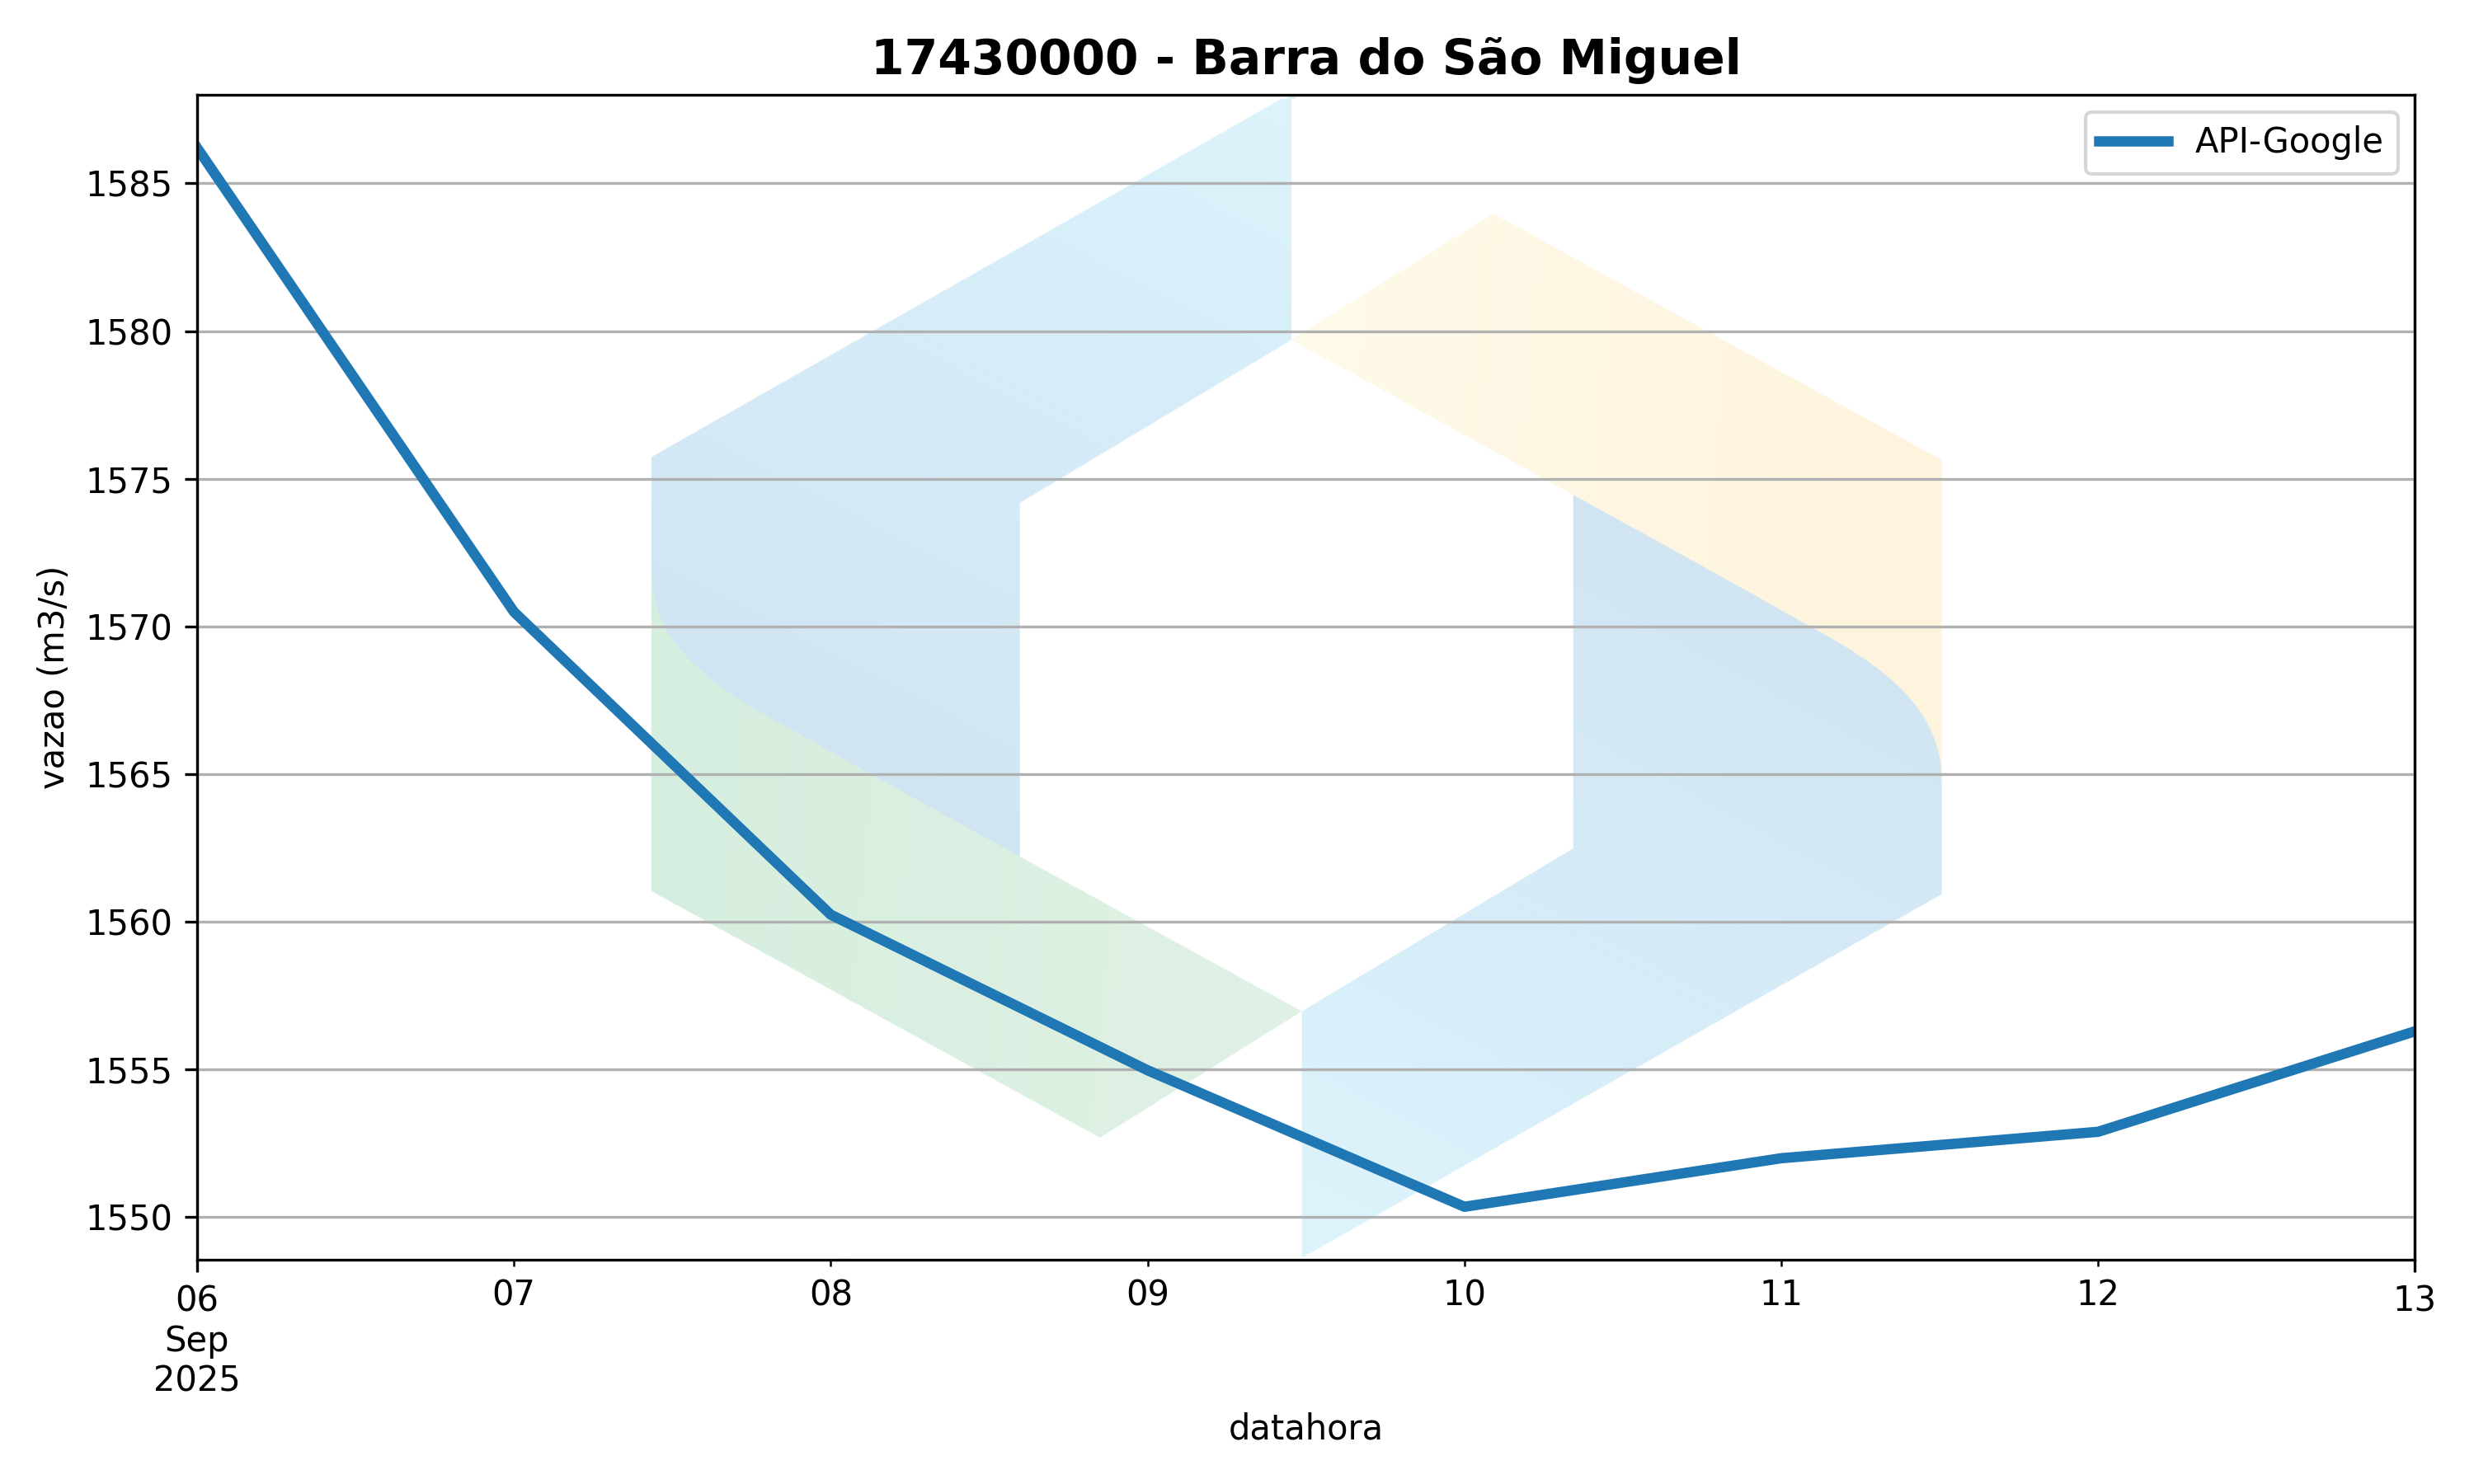 17430000 - Barra do São Miguel
API-Google
vazao (m3/s)
1585
1580
1575
1570
1565
1560
1555
1550
06 07 08 09 10 11 12 13
Sep
2025
datahora